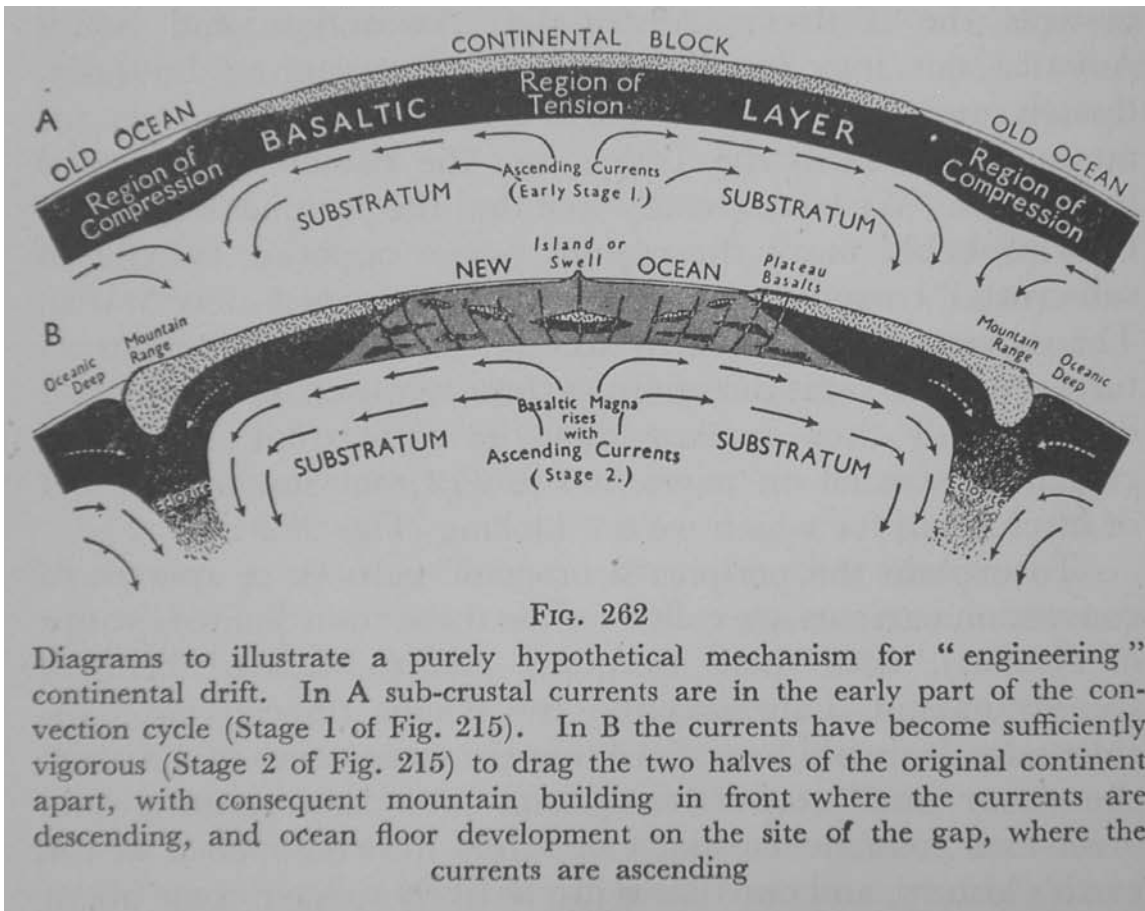 CONTINENTAL BLOCK
A
OLD OCEAN
BASALTIC
Region of
Tension
LAYER
OLD OCEAN
Region of
Compression
Region of
Compression
SUBSTRATUM
Ascending Currents
(Early Stage 1.)
SUBSTRATUM
Island or
Swell
NEW
OCEAN
Plateau
Basalts
B
Oceanic
Deep
Mountain
Range
Mountain
Range
Oceanic
Deep
Basaltic Magna
rises
with
Ascending Currents
(Stage 2.)
SUBSTRATUM
SUBSTRATUM
Eclogite
Eclogite
FIG. 262
Diagrams to illustrate a purely hypothetical mechanism for “ engineering ”
continental drift. In A sub-crustal currents are in the early part of the con-
vection cycle (Stage 1 of Fig. 215). In B the currents have become sufficiently
vigorous (Stage 2 of Fig. 215) to drag the two halves of the original continent
apart, with consequent mountain building in front where the currents are
descending, and ocean floor development on the site of the gap, where the
currents are ascending